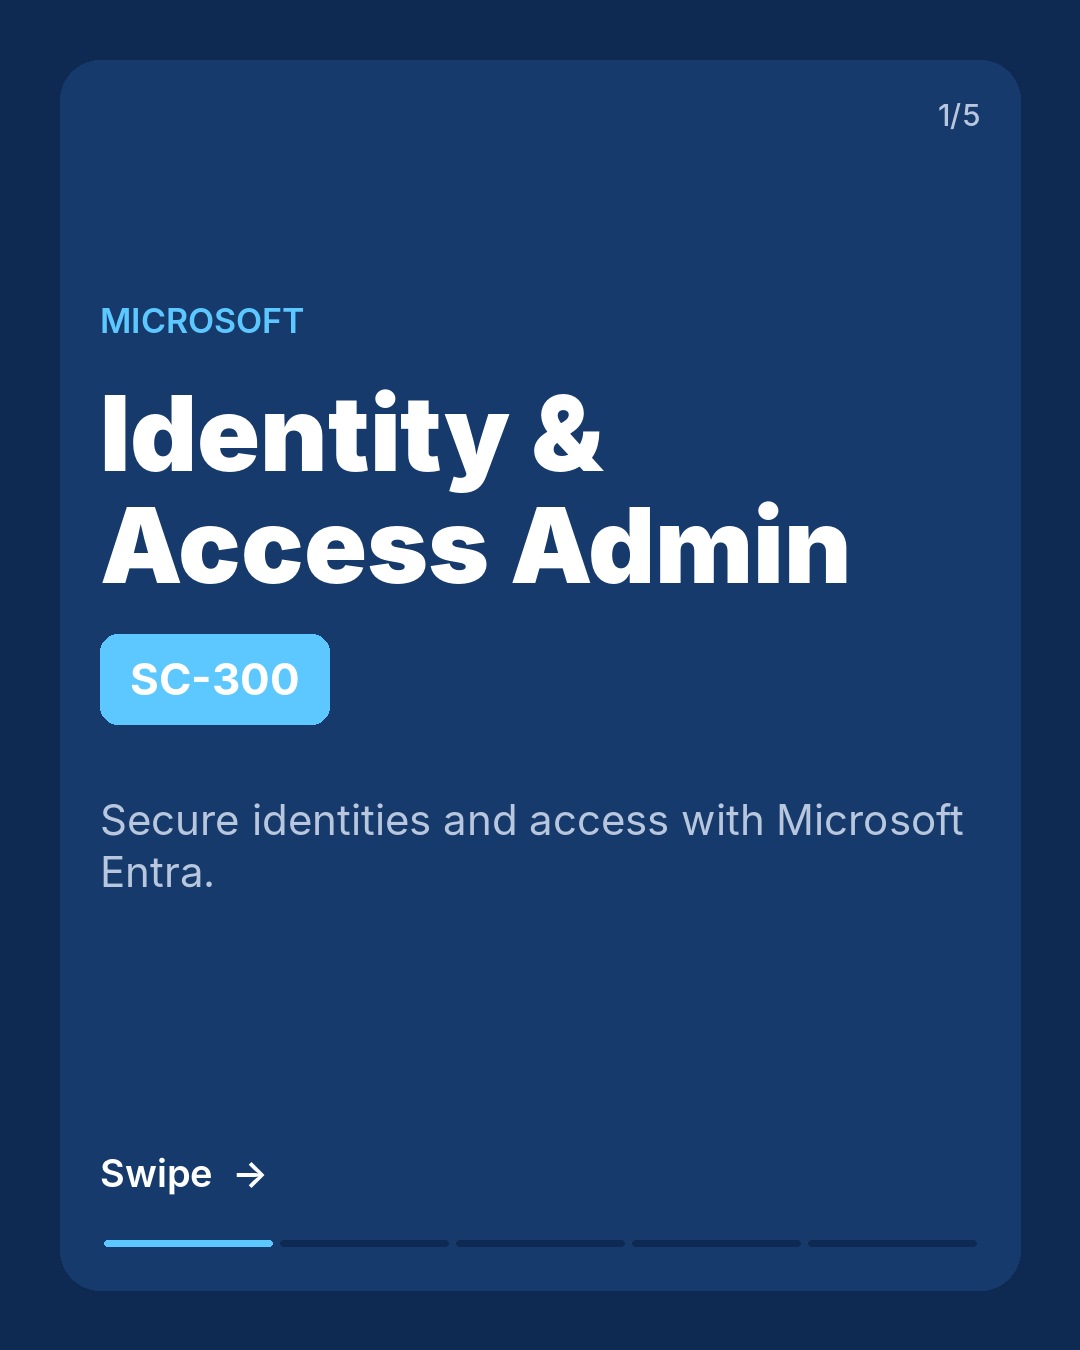 1/5
MICROSOFT
Identity &
Access Admin
SC-300
Secure identities and access with Microsoft
Entra.
Swipe →